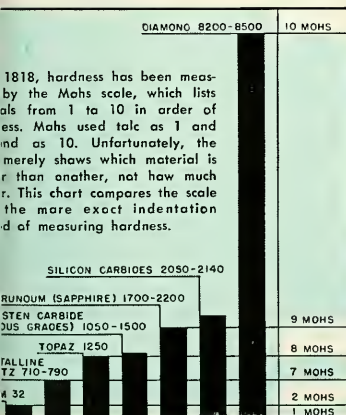 DIAMOND 8200-8500
10 MOHS
1818, hardness has been meas-
by the Mohs scale, which lists
als from 1 to 10 in order of
ess. Mohs used talc as 1 and
nd as 10. Unfortunately, the
merely shows which material is
r than another, not how much
r. This chart compares the scale
the more exact indentation
d of measuring hardness.
SILICON CARBIDES 2050-2140
RUNDUM (SAPPHIRE) 1700-2200
STEN CARBIDE
OUS GRADES) 1050-1500
9 MOHS
TOPAZ 1250
8 MOHS
TALLINE
TZ 710-790
7 MOHS
M 32
2 MOHS
1 MOHS